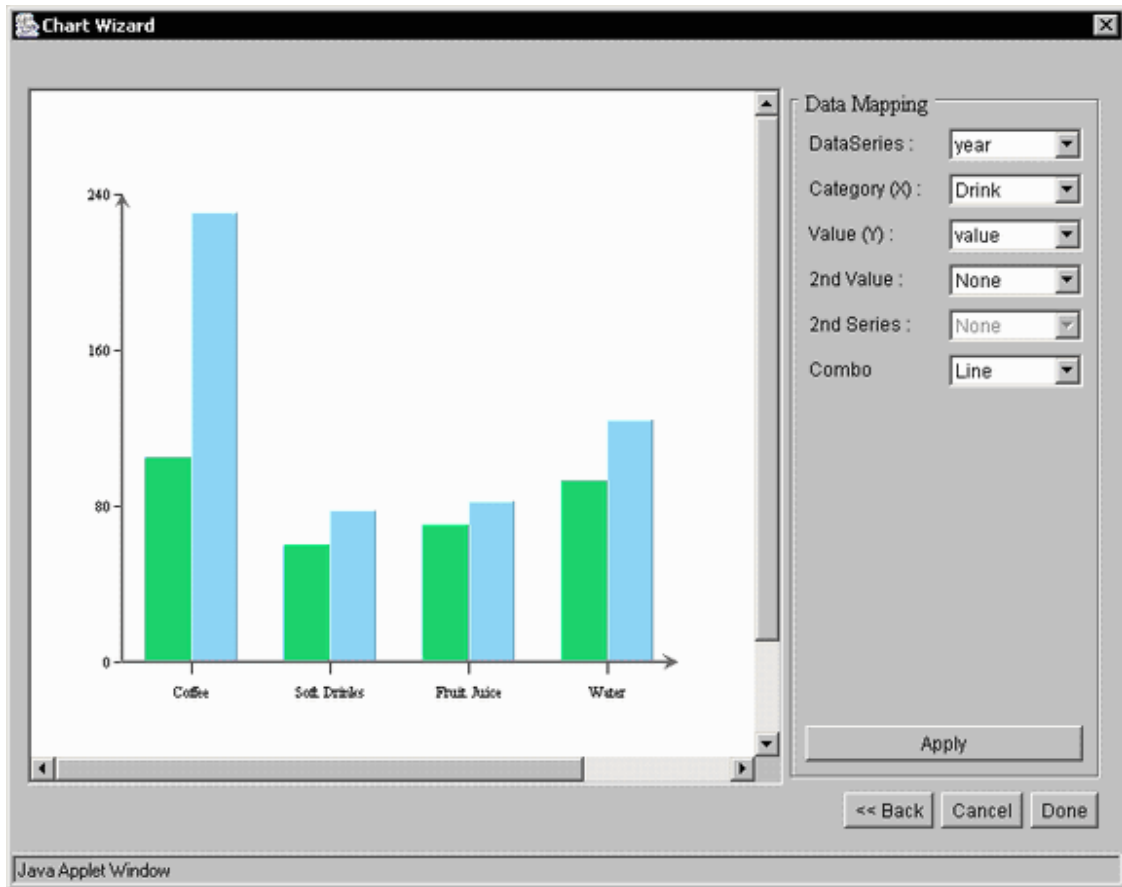 Chart Wizard
240
160
80
0
Coffee
Soft Drinks
Fruit Juice
Water
Data Mapping
DataSeries : year
Category (X) : Drink
Value (Y) : value
2nd Value : None
2nd Series : None
Combo Line
Apply
<< Back Cancel Done
Java Applet Window